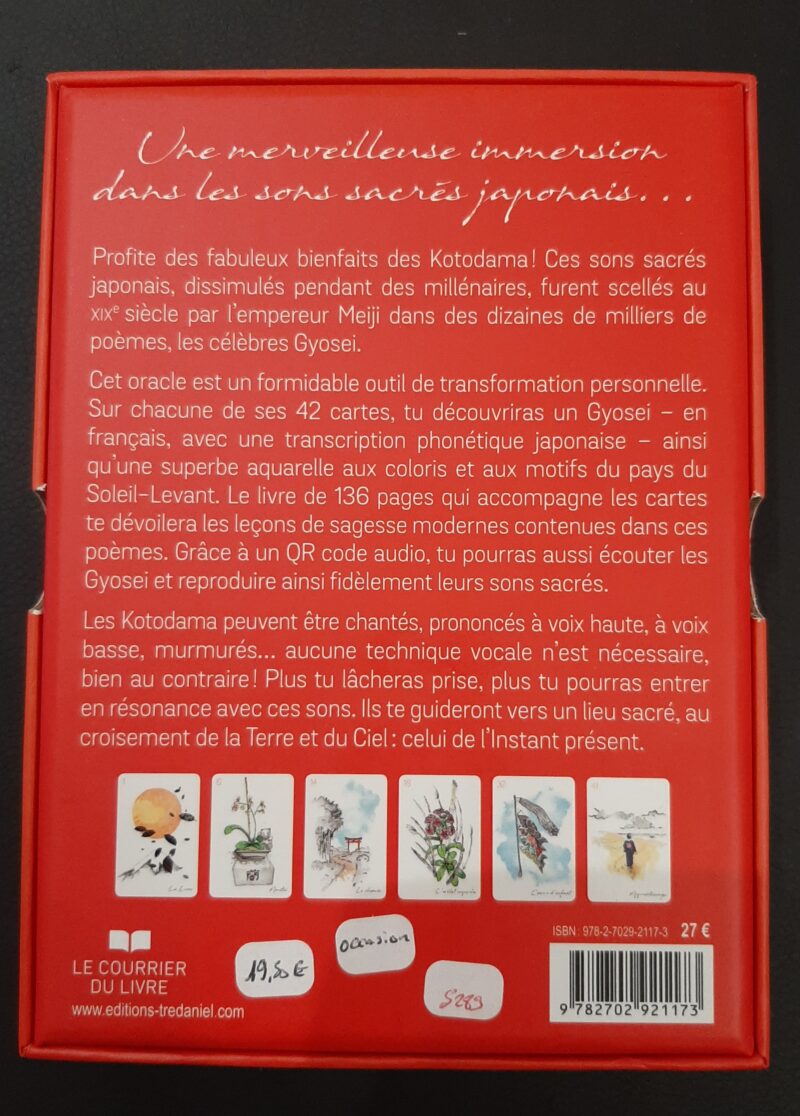 Une merveilleuse immersion
dans les sons sacrés japonais...
Profite des fabuleux bienfaits des Kotodama! Ces sons sacrés
japonais, dissimulés pendant des millénaires, furent scellés au
XIXe siècle par l'empereur Meiji dans des dizaines de milliers de
poèmes, les célèbres Gyosei.
Cet oracle est un formidable outil de transformation personnelle.
Sur chacune de ses 42 cartes, tu découvriras un Gyosei – en
français, avec une transcription phonétique japonaise – ainsi
qu'une superbe aquarelle aux coloris et aux motifs du pays du
Soleil-Levant. Le livre de 136 pages qui accompagne les cartes
te dévoilera les leçons de sagesse modernes contenues dans ces
poèmes. Grâce à un QR code audio, tu pourras aussi écouter les
Gyosei et reproduire ainsi fidèlement leurs sons sacrés.
Les Kotodama peuvent être chantés, prononcés à voix haute, à voix
basse, murmurés... aucune technique vocale n'est nécessaire,
bien au contraire! Plus tu lâcheras prise, plus tu pourras entrer
en résonance avec ces sons. Ils te guideront vers un lieu sacré, au
croisement de la Terre et du Ciel: celui de l'Instant présent.
La Lune
Le chemin
ISBN 978-2-7029-2117-3 27 €
LE COURRIER
DU LIVRE
www.editions-tredaniel.com
19,50€
occasion
S289
9 782702 921173